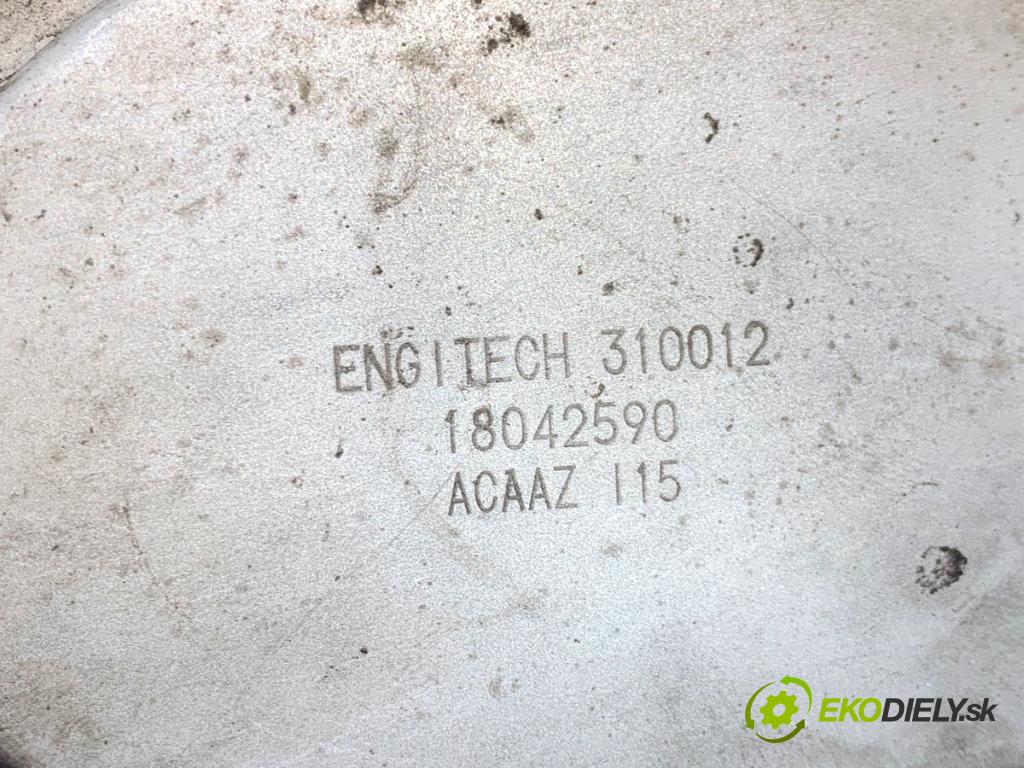 ENGITECH 310012
18042590
ACAAZ I15
EKODIELY.sk